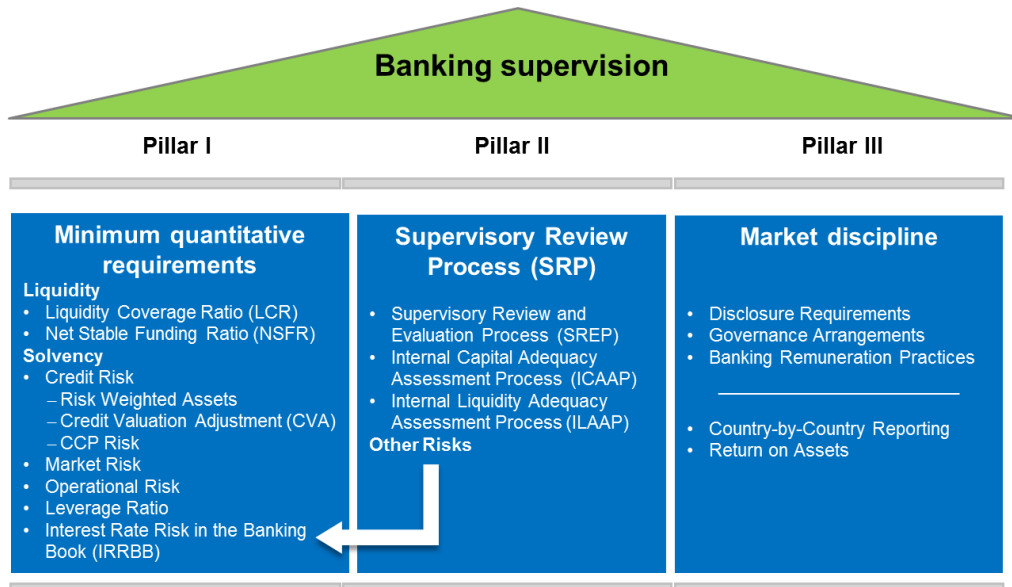 Banking supervision
Pillar I
Pillar II
Pillar III
Minimum quantitative
requirements
Liquidity
• Liquidity Coverage Ratio (LCR)
• Net Stable Funding Ratio (NSFR)
Solvency
• Credit Risk
– Risk Weighted Assets
– Credit Valuation Adjustment (CVA)
– CCP Risk
• Market Risk
• Operational Risk
• Leverage Ratio
• Interest Rate Risk in the Banking
Book (IRRBB)
Supervisory Review
Process (SRP)
• Supervisory Review and
Evaluation Process (SREP)
• Internal Capital Adequacy
Assessment Process (ICAAP)
• Internal Liquidity Adequacy
Assessment Process (ILAAP)
Other Risks
Market discipline
• Disclosure Requirements
• Governance Arrangements
• Banking Remuneration Practices
• Country-by-Country Reporting
• Return on Assets